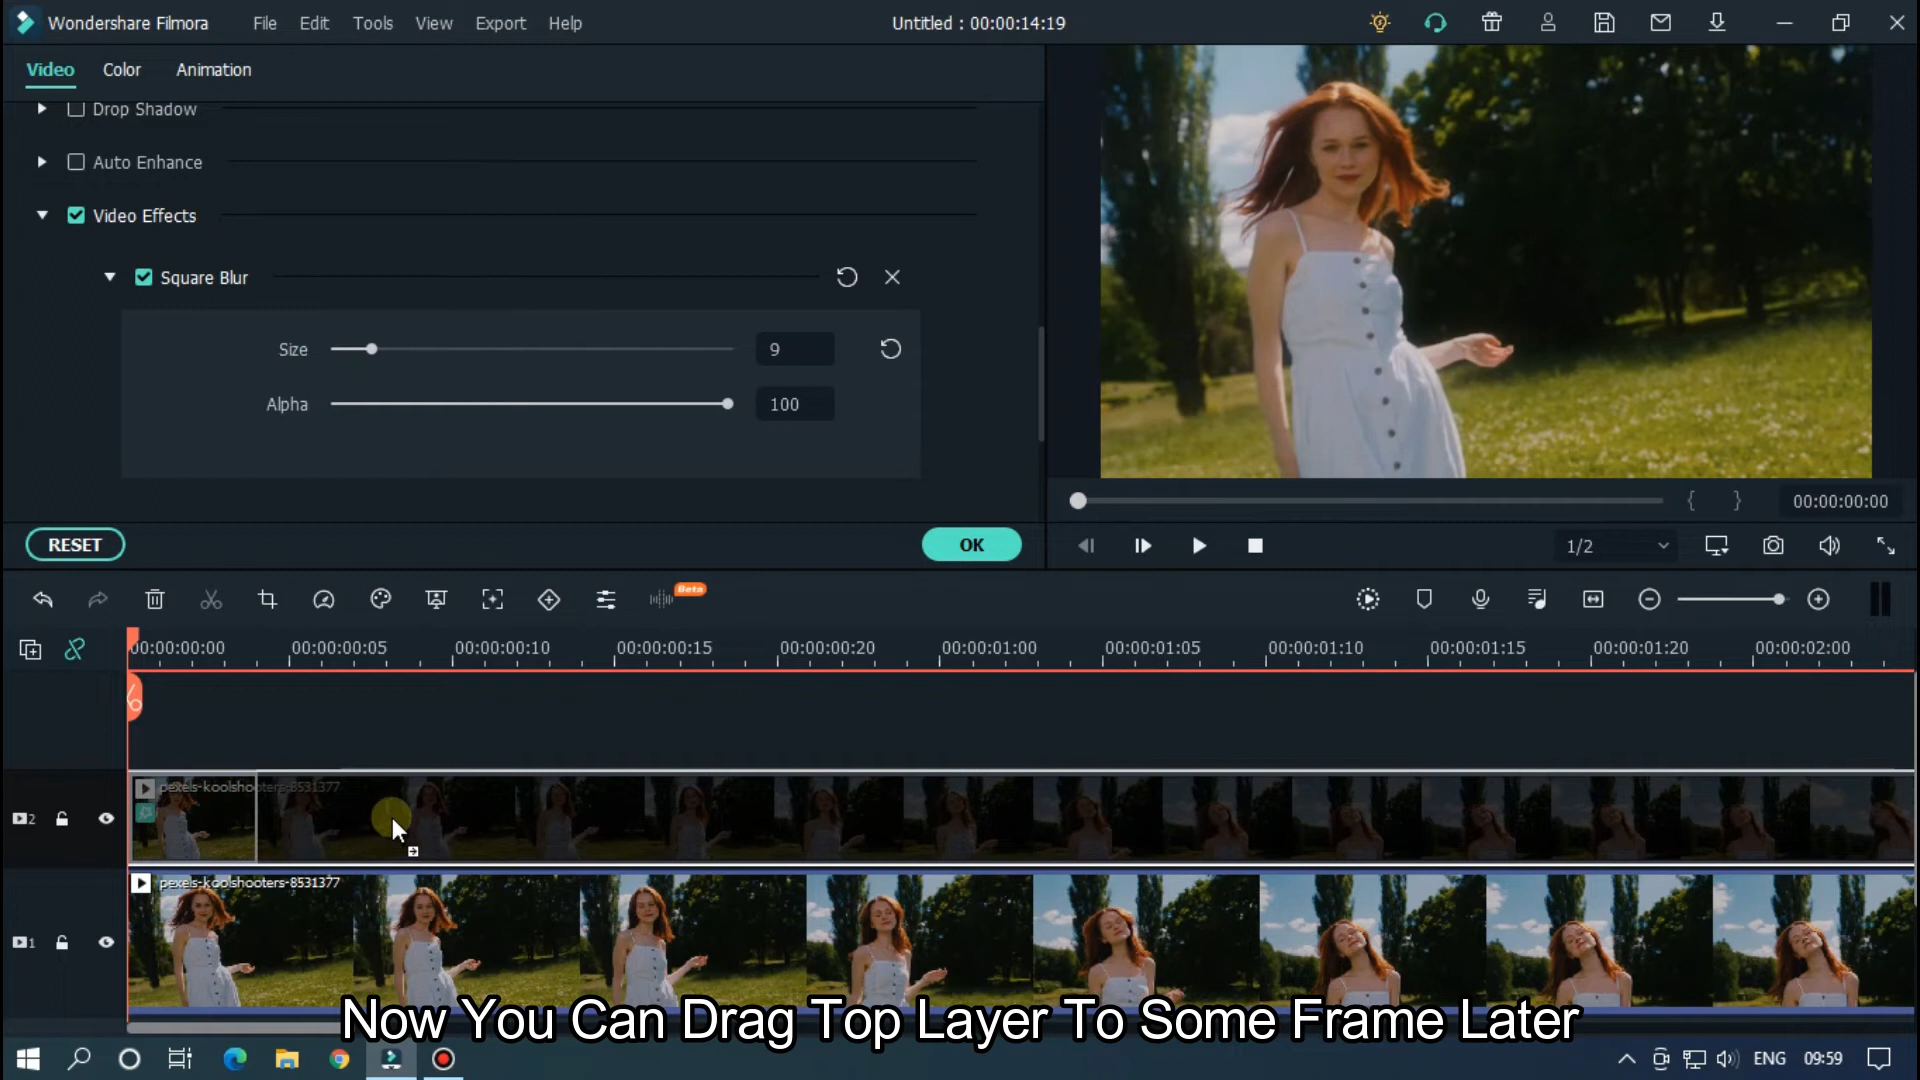 Wondershare Filmora File Edit Tools View Export Help Untitled : 00:00:14:19
Video Color Animation
Drop Shadow
Auto Enhance
Video Effects
Square Blur
Size 9
Alpha 100
00:00:00:00
RESET OK
1/2
Beta
00:00:00:00 00:00:00:05 00:00:00:10 00:00:00:15 00:00:00:20 00:00:01:00 00:00:01:05 00:00:01:10 00:00:01:15 00:00:01:20 00:00:02:00
pexels-koolshooters-8531377
2
pexels-koolshooters-8531377
1
Now You Can Drag Top Layer To Some Frame Later
ENG 09:59